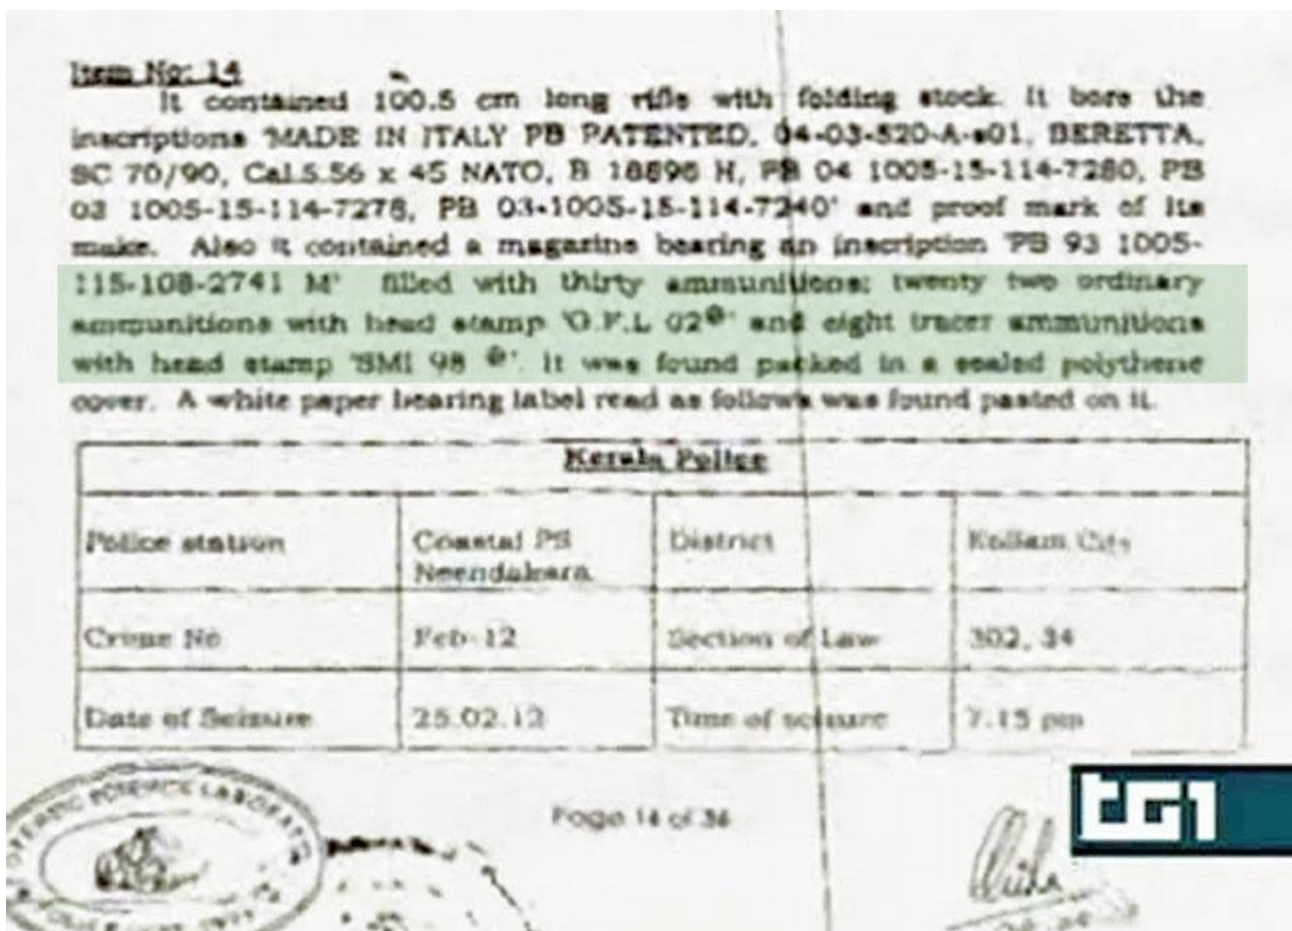 Item No: 14
It contained 100.5 cm long rifle with folding stock. It bore the
inscriptions 'MADE IN ITALY PB PATENTED, 04-03-520-A-s01, BERETTA,
SC 70/90, Cal.5.56 x 45 NATO, B 18896 H, PB 04 1005-15-114-7280, PB
03 1005-15-114-7278, PB 03-1005-15-114-7240' and proof mark of its
make. Also it contained a magazine bearing an inscription 'PB 93 1005-
115-108-2741 M' filled with thirty ammunitions; twenty two ordinary
ammunitions with head stamp 'G.F.L 02⊕' and eight tracer ammunitions
with head stamp 'SMI 98 ⊕'. It was found packed in a sealed polythene
cover. A white paper bearing label read as follows was found pasted on it.
Kerala Police
Police station Coastal PS Neendakara District Kollam City
Crime No Feb-12 Section of Law 302, 34
Date of Seizure 25.02.12 Time of seizure 7.15 pm
Page 14 of 36
FORENSIC SCIENCE LABORATORY
tG1